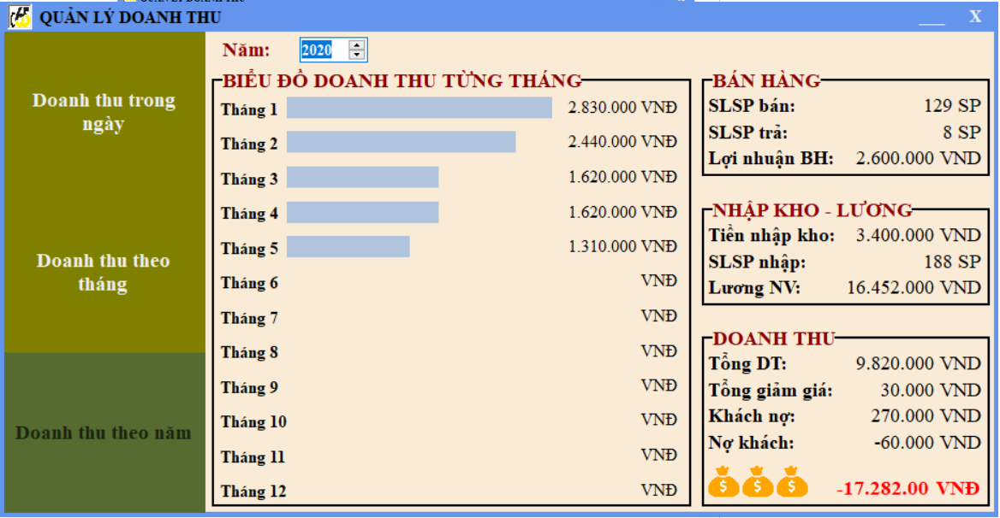 QUẢN LÝ DOANH THU
X
Doanh thu trong
ngày
Doanh thu theo
tháng
Doanh thu theo năm
Năm: 2020
BIỂU ĐỒ DOANH THU TỪNG THÁNG
Tháng 1 2.830.000 VNĐ
Tháng 2 2.440.000 VNĐ
Tháng 3 1.620.000 VNĐ
Tháng 4 1.620.000 VNĐ
Tháng 5 1.310.000 VNĐ
Tháng 6 VNĐ
Tháng 7 VNĐ
Tháng 8 VNĐ
Tháng 9 VNĐ
Tháng 10 VNĐ
Tháng 11 VNĐ
Tháng 12 VNĐ
BÁN HÀNG
SLSP bán: 129 SP
SLSP trả: 8 SP
Lợi nhuận BH: 2.600.000 VND
NHẬP KHO - LƯƠNG
Tiền nhập kho: 3.400.000 VND
SLSP nhập: 188 SP
Lương NV: 16.452.000 VND
DOANH THU
Tổng DT: 9.820.000 VND
Tổng giảm giá: 30.000 VND
Khách nợ: 270.000 VND
Nợ khách: -60.000 VND
$ $ $ -17.282.00 VNĐ